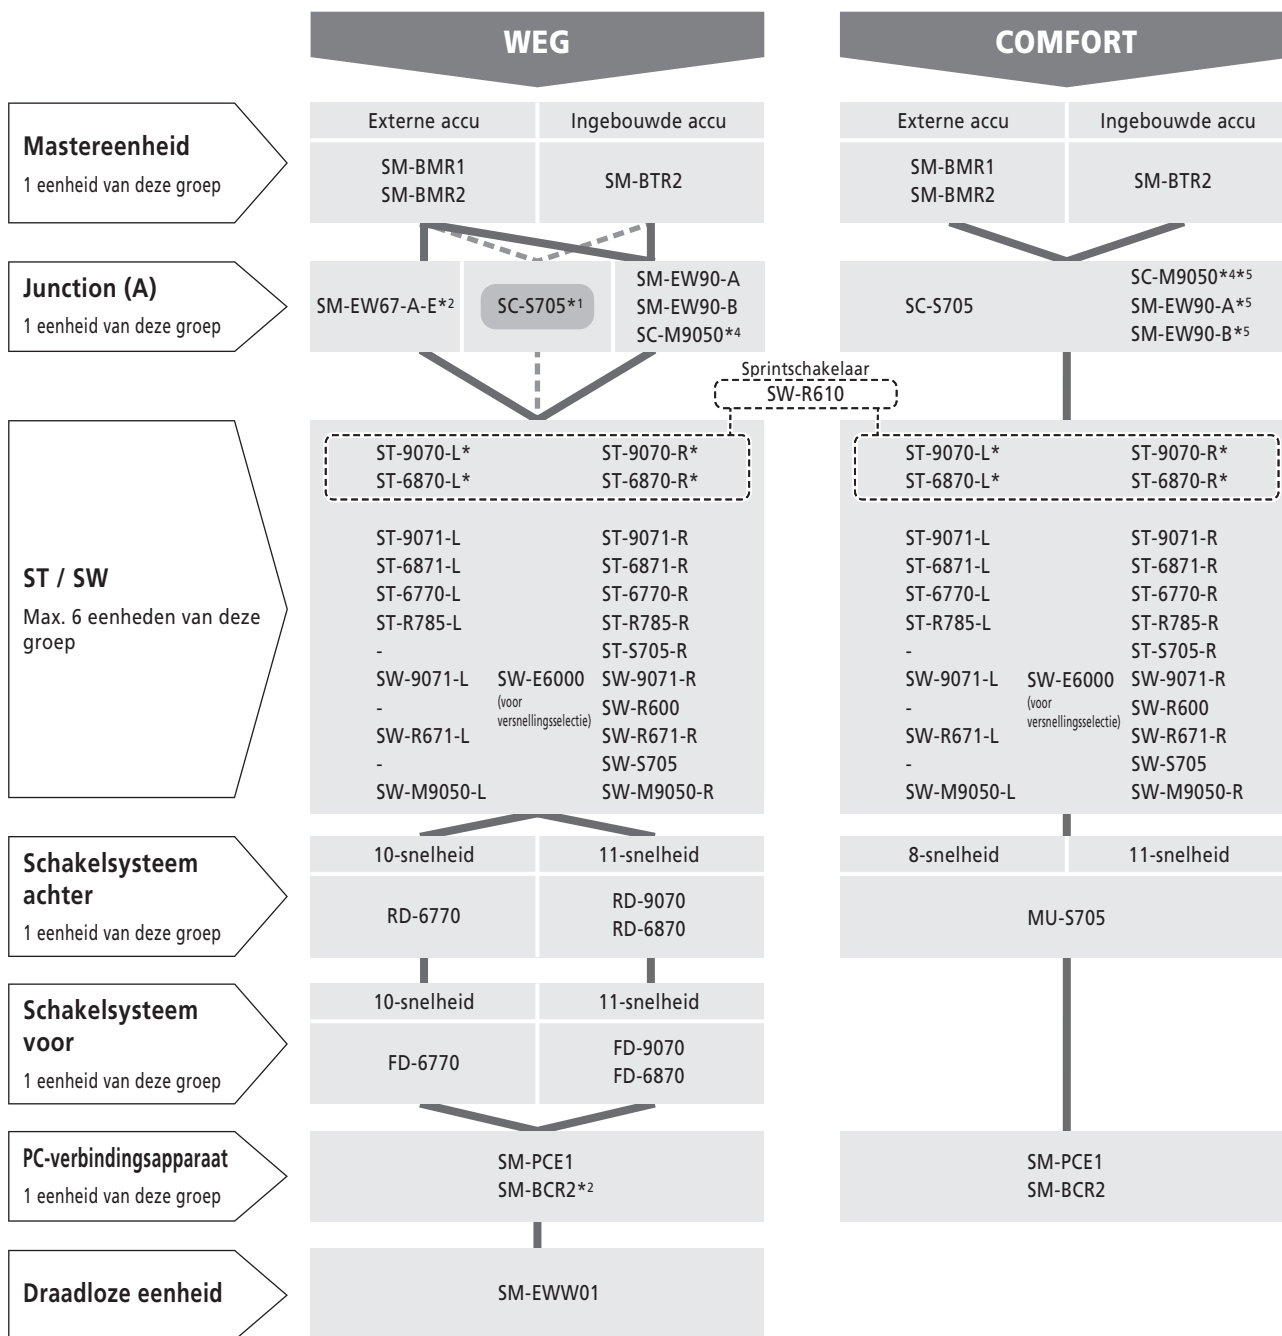 WEG
COMFORT
Mastereenheid
1 eenheid van deze groep
Externe accu
Ingebouwde accu
SM-BMR1
SM-BMR2
SM-BTR2
Externe accu
Ingebouwde accu
SM-BMR1
SM-BMR2
SM-BTR2
Junction (A)
1 eenheid van deze groep
SM-EW67-A-E*2
SC-S705*1
SM-EW90-A
SM-EW90-B
SC-M9050*4
SC-S705
SC-M9050*4*5
SM-EW90-A*5
SM-EW90-B*5
Sprintschakelaar
SW-R610
ST / SW
Max. 6 eenheden van deze
groep
ST-9070-L* ST-9070-R*
ST-6870-L* ST-6870-R*
ST-9071-L ST-9071-R
ST-6871-L ST-6871-R
ST-6770-L ST-6770-R
ST-R785-L ST-R785-R
- ST-S705-R
SW-9071-L SW-E6000 SW-9071-R
- (voor SW-R600
versnellingsselectie)
SW-R671-L SW-R671-R
- SW-S705
SW-M9050-L SW-M9050-R
ST-9070-L* ST-9070-R*
ST-6870-L* ST-6870-R*
ST-9071-L ST-9071-R
ST-6871-L ST-6871-R
ST-6770-L ST-6770-R
ST-R785-L ST-R785-R
- ST-S705-R
SW-9071-L SW-E6000 SW-9071-R
- (voor SW-R600
versnellingsselectie)
SW-R671-L SW-R671-R
- SW-S705
SW-M9050-L SW-M9050-R
Schakelsysteem
achter
1 eenheid van deze groep
10-snelheid
11-snelheid
RD-6770
RD-9070
RD-6870
8-snelheid
11-snelheid
MU-S705
Schakelsysteem
voor
1 eenheid van deze groep
10-snelheid
11-snelheid
FD-6770
FD-9070
FD-6870
PC-verbindingsapparaat
1 eenheid van deze groep
SM-PCE1
SM-BCR2*2
SM-PCE1
SM-BCR2
Draadloze eenheid
SM-EWW01